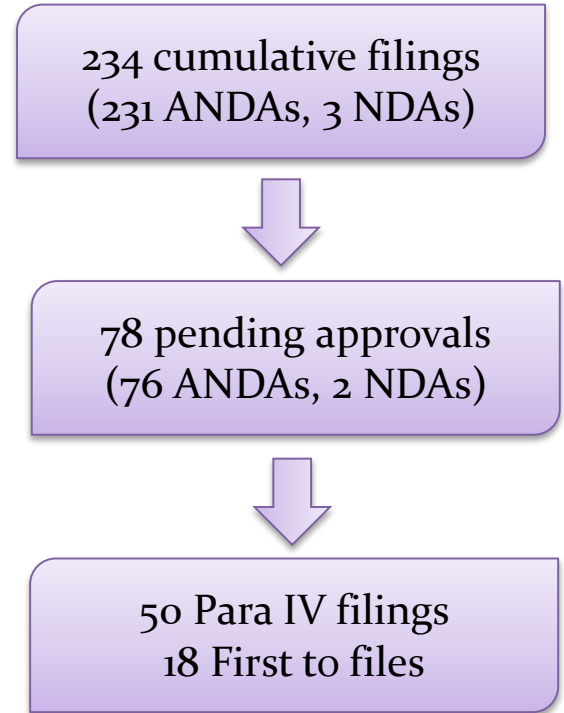 234 cumulative filings
(231 ANDAs, 3 NDAs)
78 pending approvals
(76 ANDAs, 2 NDAs)
50 Para IV filings
18 First to files